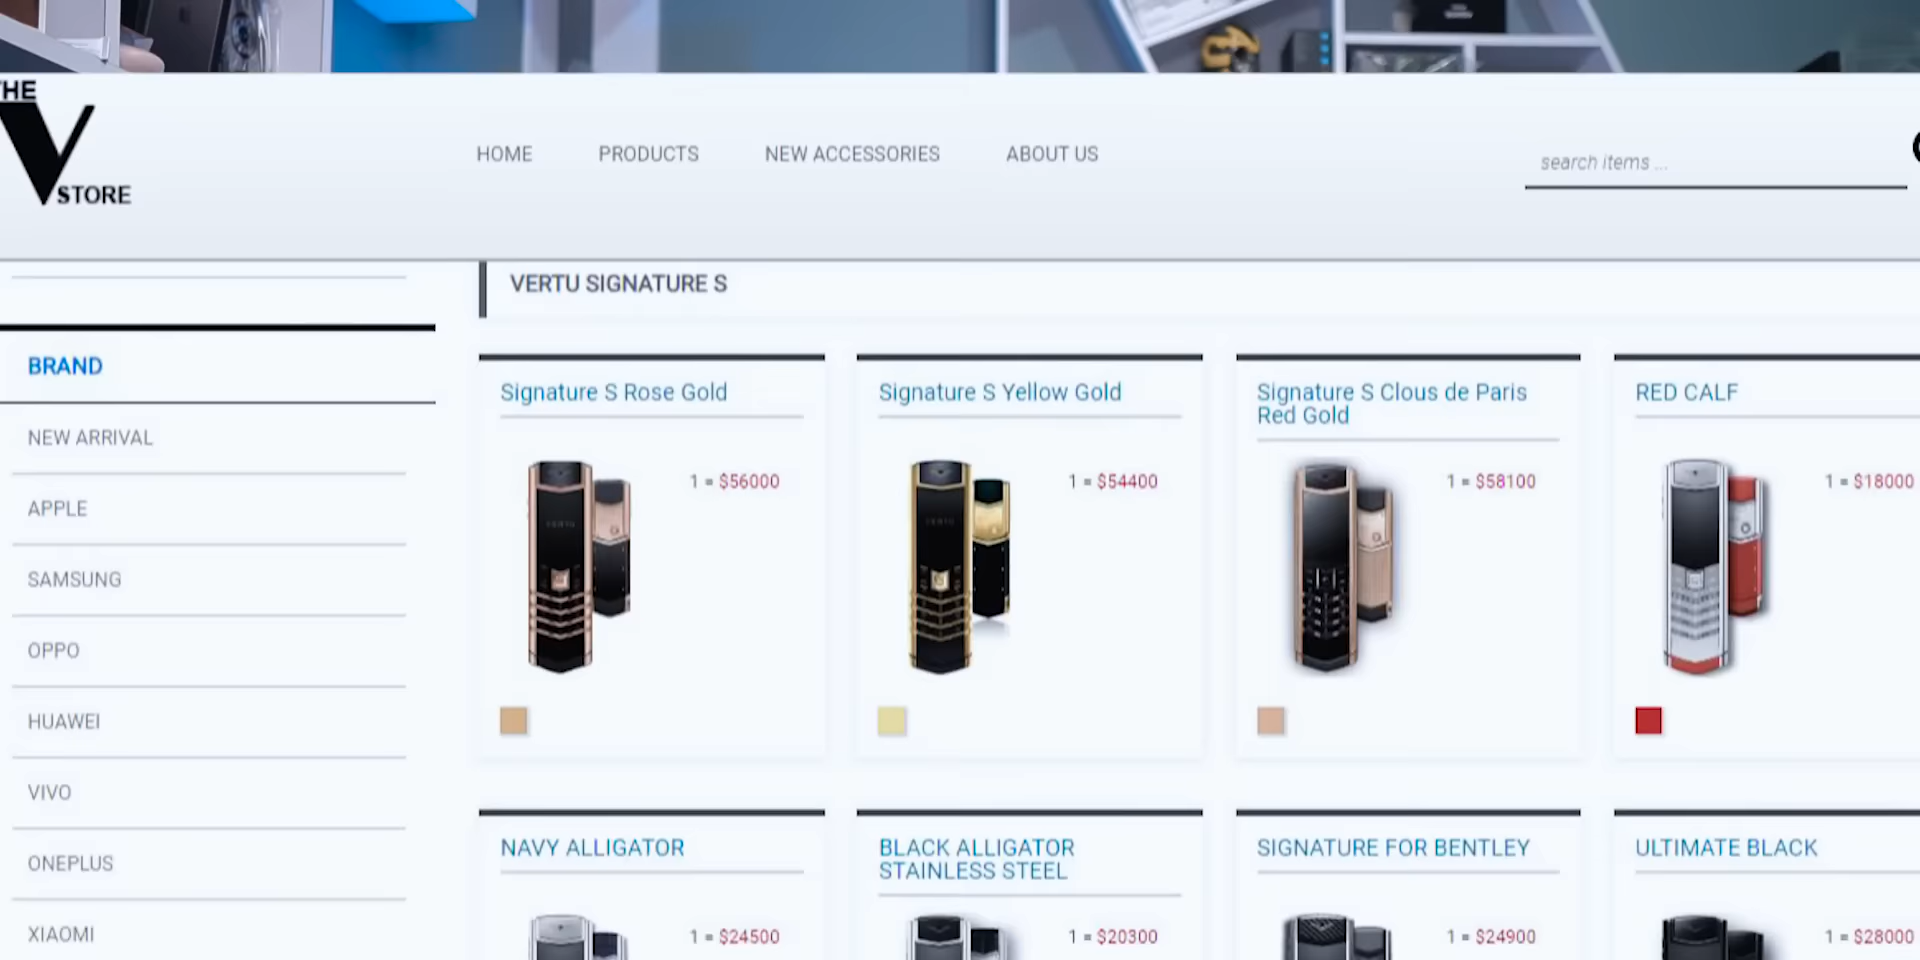 THE
V
STORE
HOME PRODUCTS NEW ACCESSORIES ABOUT US
search items ...
VERTU SIGNATURE S
BRAND
NEW ARRIVAL
APPLE
SAMSUNG
OPPO
HUAWEI
VIVO
ONEPLUS
XIAOMI
Signature S Rose Gold
1 = $56000
Signature S Yellow Gold
1 = $54400
Signature S Clous de Paris
Red Gold
1 = $58100
RED CALF
1 = $18000
NAVY ALLIGATOR
1 = $24500
BLACK ALLIGATOR
STAINLESS STEEL
1 = $20300
SIGNATURE FOR BENTLEY
1 = $24900
ULTIMATE BLACK
1 = $28000